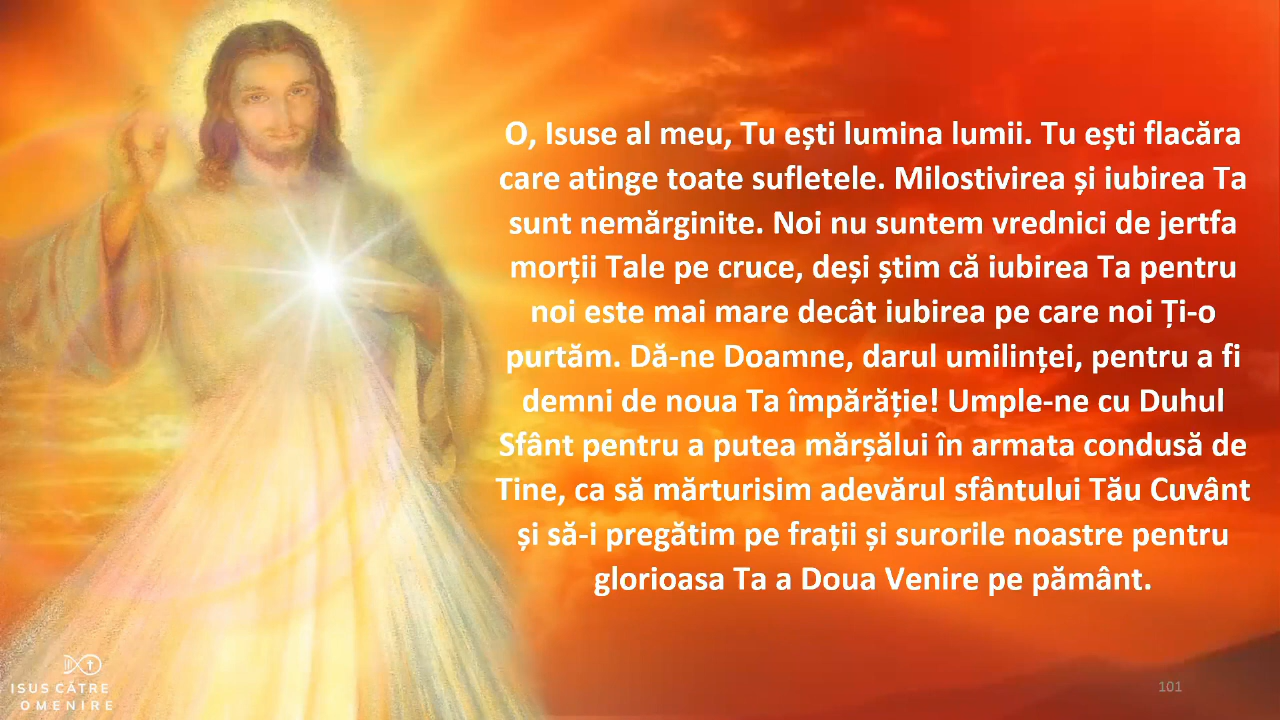 O, Isuse al meu, Tu ești lumina lumii. Tu ești flacăra
care atinge toate sufletele. Milostivirea și iubirea Ta
sunt nemărginite. Noi nu suntem vrednici de jertfa
morții Tale pe cruce, deși știm că iubirea Ta pentru
noi este mai mare decât iubirea pe care noi Ți-o
purtăm. Dă-ne Doamne, darul umilinței, pentru a fi
demni de noua Ta împărăție! Umple-ne cu Duhul
Sfânt pentru a putea mărșălui în armata condusă de
Tine, ca să mărturisim adevărul sfântului Tău Cuvânt
și să-i pregătim pe frații și surorile noastre pentru
glorioasa Ta a Doua Venire pe pământ.
ISUS CĂTRE
OMENIRE
101